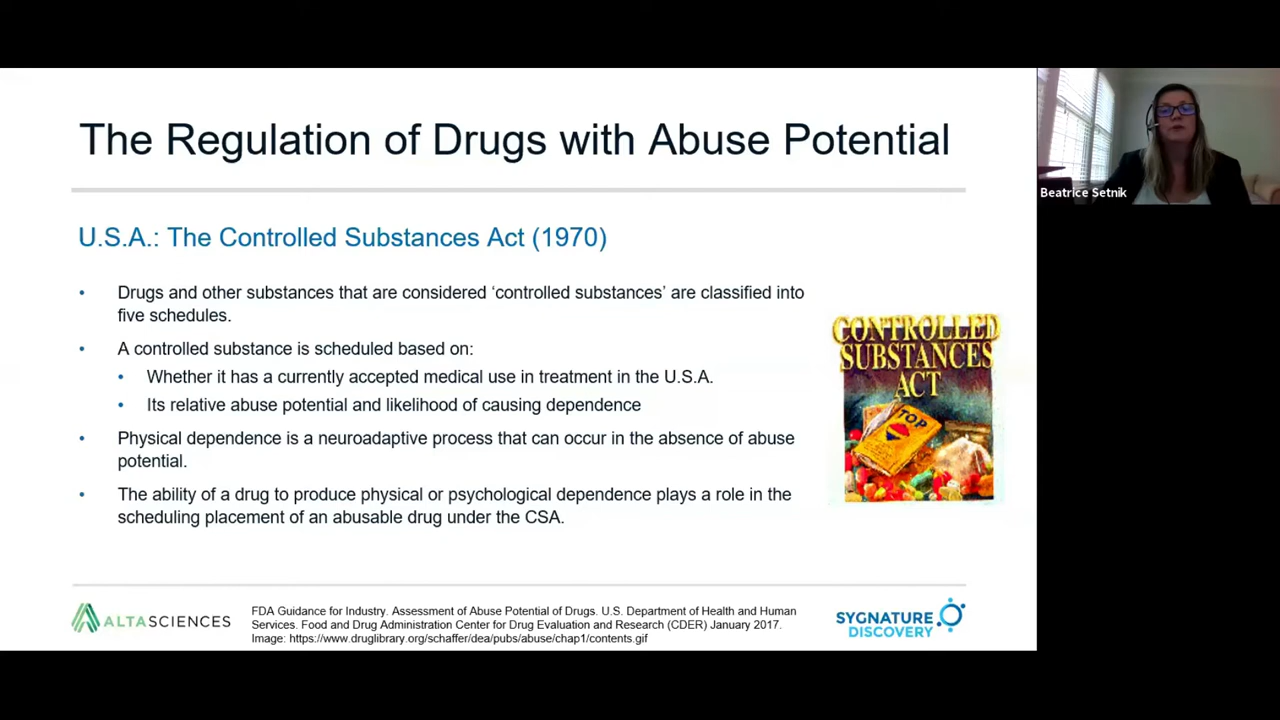 The Regulation of Drugs with Abuse Potential
Beatrice Setnik
U.S.A.: The Controlled Substances Act (1970)
• Drugs and other substances that are considered ‘controlled substances’ are classified into
five schedules.
• A controlled substance is scheduled based on:
• Whether it has a currently accepted medical use in treatment in the U.S.A.
• Its relative abuse potential and likelihood of causing dependence
• Physical dependence is a neuroadaptive process that can occur in the absence of abuse
potential.
• The ability of a drug to produce physical or psychological dependence plays a role in the
scheduling placement of an abusable drug under the CSA.
CONTROLLED
SUBSTANCES
ACT
TOP
ALTASCIENCES
FDA Guidance for Industry. Assessment of Abuse Potential of Drugs. U.S. Department of Health and Human
Services. Food and Drug Administration Center for Drug Evaluation and Research (CDER) January 2017.
Image: https://www.druglibrary.org/schaffer/dea/pubs/abuse/chap1/contents.gif
SYGNATURE
DISCOVERY